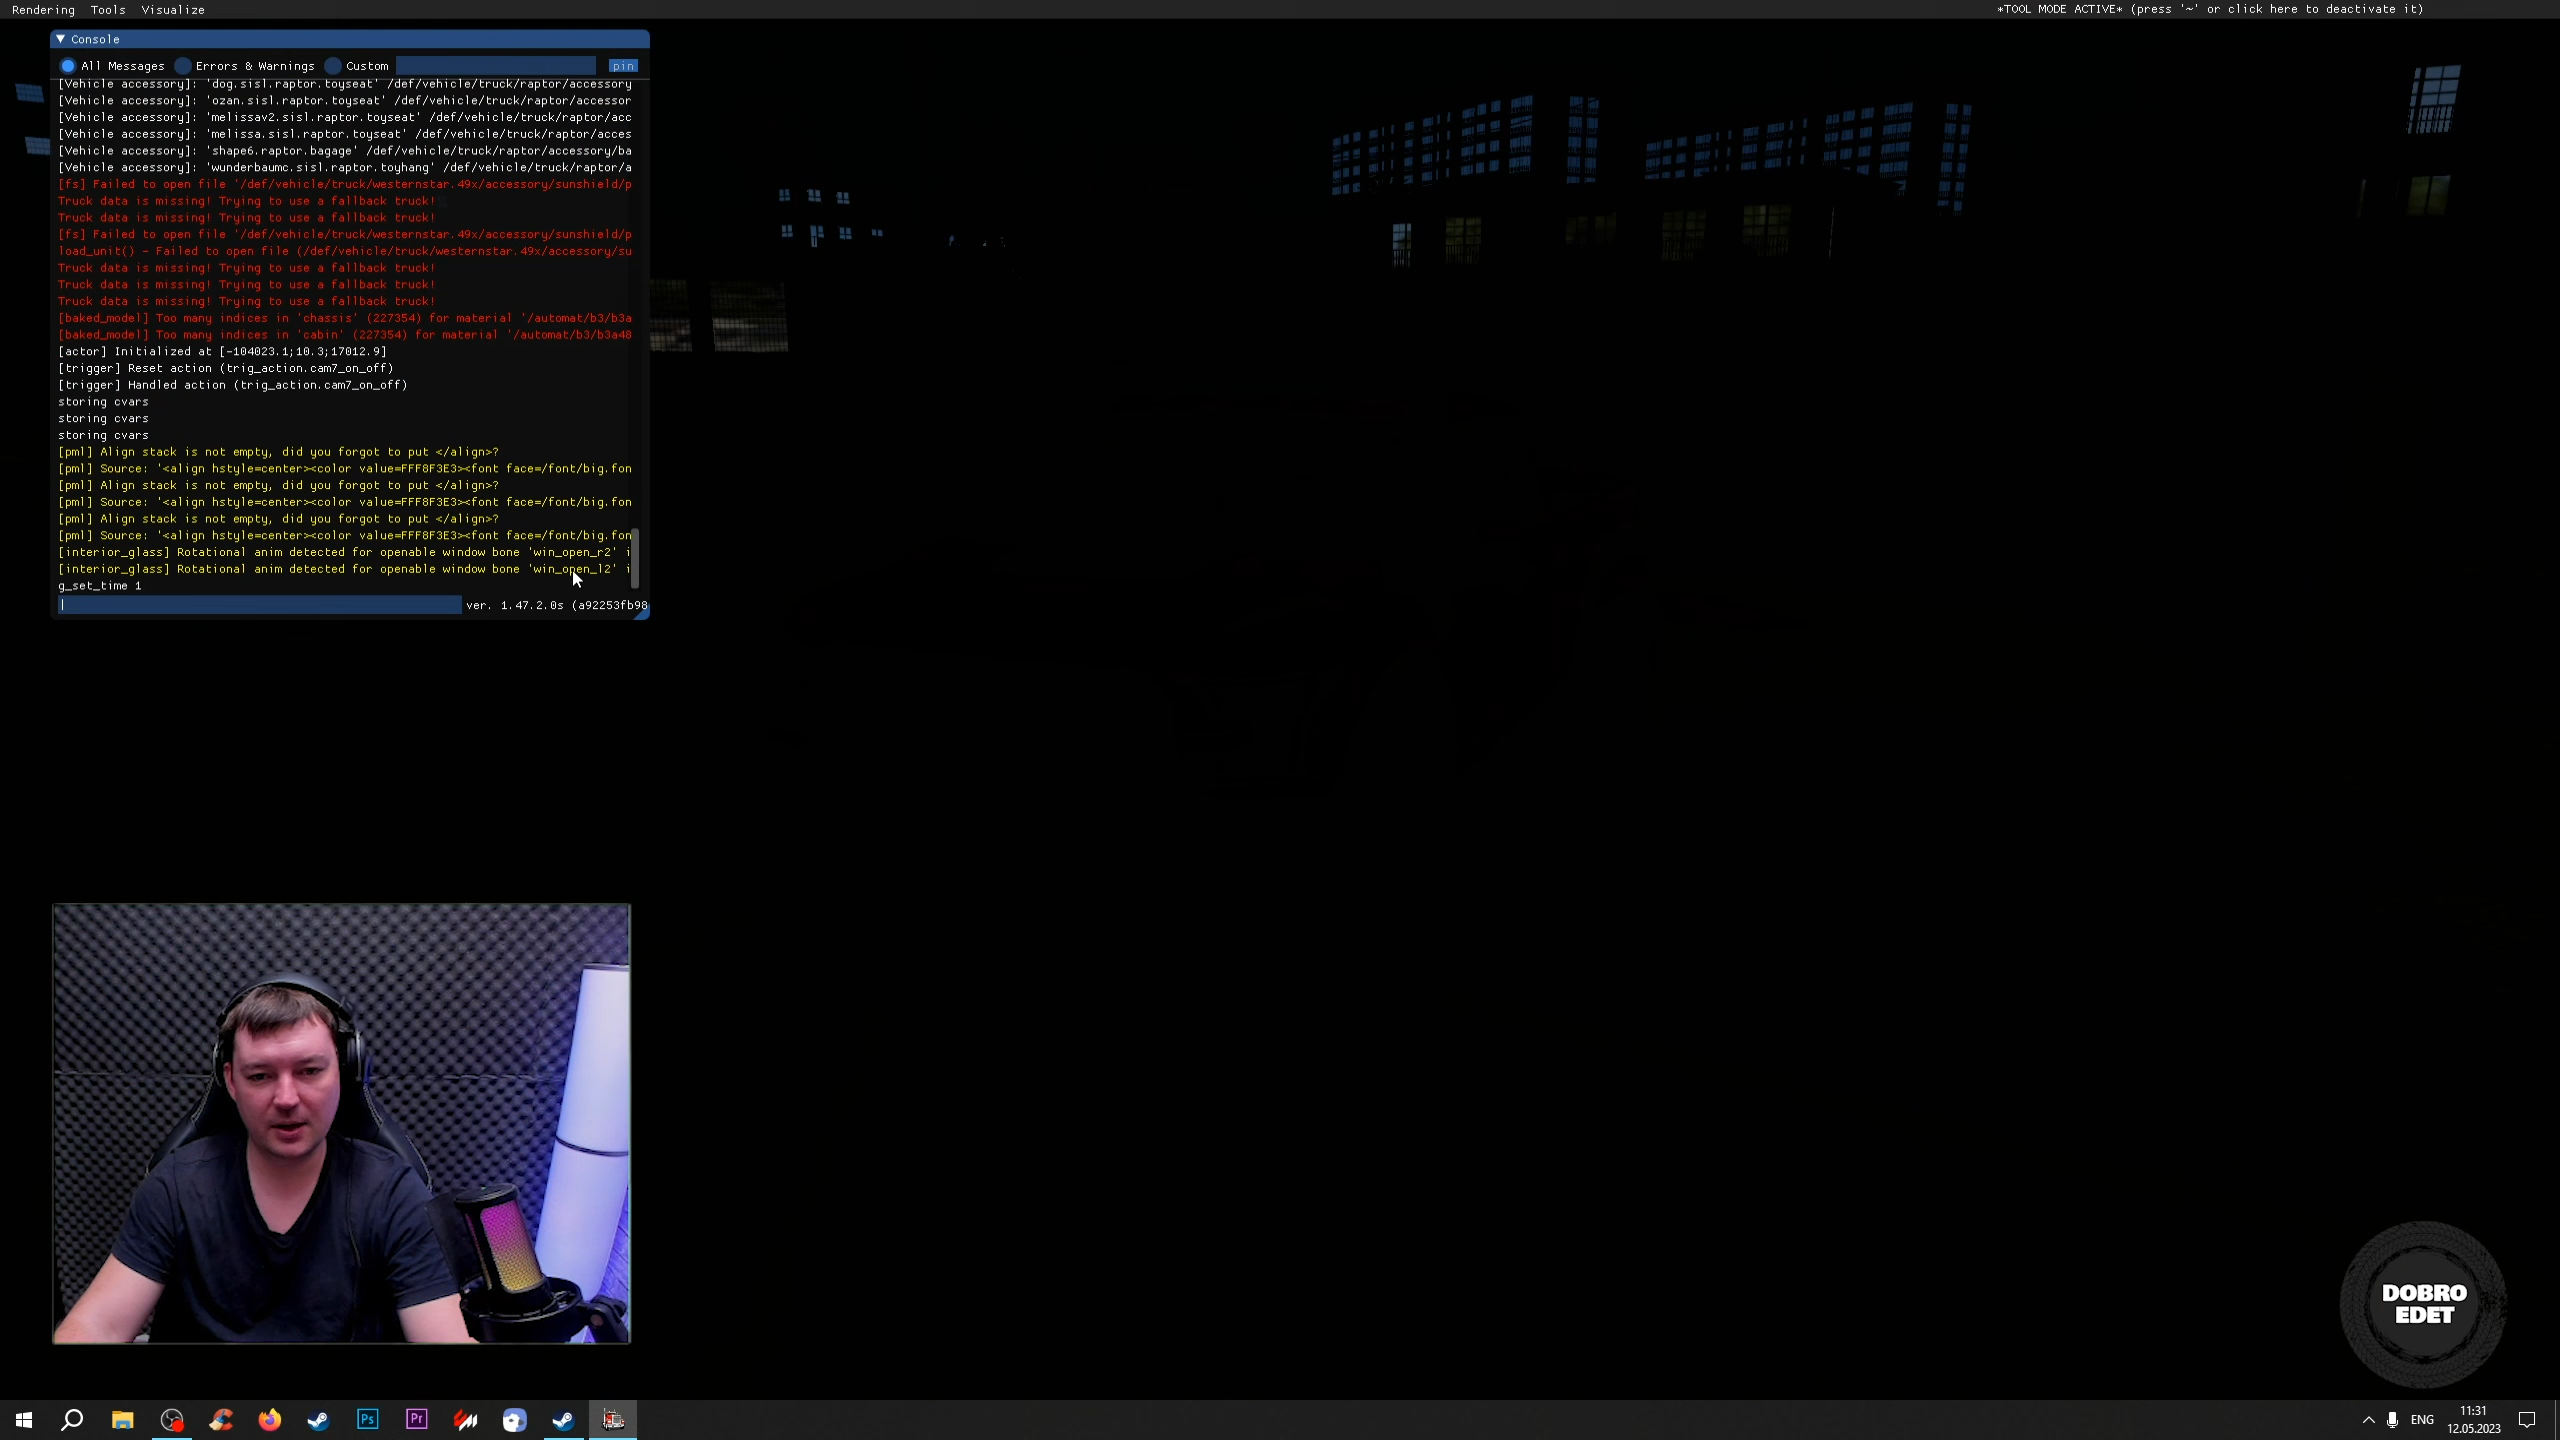 Rendering Tools Visualize
*TOOL MODE ACTIVE* (press '~' or click here to deactivate it)
Console
All Messages Errors & Warnings Custom pin
[Vehicle accessory]: 'dog.sisl.raptor.toyseat' /def/vehicle/truck/raptor/accessory
[Vehicle accessory]: 'ozan.sisl.raptor.toyseat' /def/vehicle/truck/raptor/accessor
[Vehicle accessory]: 'melissav2.sisl.raptor.toyseat' /def/vehicle/truck/raptor/acc
[Vehicle accessory]: 'melissa.sisl.raptor.toyseat' /def/vehicle/truck/raptor/acces
[Vehicle accessory]: 'shape6.raptor.bagage' /def/vehicle/truck/raptor/accessory/ba
[Vehicle accessory]: 'wunderbaumc.sisl.raptor.toyhang' /def/vehicle/truck/raptor/a
[fs] Failed to open file '/def/vehicle/truck/westernstar.49x/accessory/sunshield/p
Truck data is missing! Trying to use a fallback truck!
Truck data is missing! Trying to use a fallback truck!
[fs] Failed to open file '/def/vehicle/truck/westernstar.49x/accessory/sunshield/p
load_unit() - Failed to open file (/def/vehicle/truck/westernstar.49x/accessory/su
Truck data is missing! Trying to use a fallback truck!
Truck data is missing! Trying to use a fallback truck!
Truck data is missing! Trying to use a fallback truck!
[baked_model] Too many indices in 'chassis' (227354) for material '/automat/b3/b3a
[baked_model] Too many indices in 'cabin' (227354) for material '/automat/b3/b3a48
[actor] Initialized at [-104023.1;10.3;17012.9]
[trigger] Reset action (trig_action.cam7_on_off)
[trigger] Handled action (trig_action.cam7_on_off)
storing cvars
storing cvars
storing cvars
[pml] Align stack is not empty, did you forgot to put </align>?
[pml] Source: '<align hstyle=center><color value=FFF8F3E3><font face=/font/big.fon
[pml] Align stack is not empty, did you forgot to put </align>?
[pml] Source: '<align hstyle=center><color value=FFF8F3E3><font face=/font/big.fon
[pml] Align stack is not empty, did you forgot to put </align>?
[pml] Source: '<align hstyle=center><color value=FFF8F3E3><font face=/font/big.fon
[interior_glass] Rotational anim detected for openable window bone 'win_open_r2' i
[interior_glass] Rotational anim detected for openable window bone 'win_open_l2' i
g_set_time 1
ver. 1.47.2.0s (a92253fb98
DOBRO
EDET
Ps Pr
ENG
11:31
12.05.2023